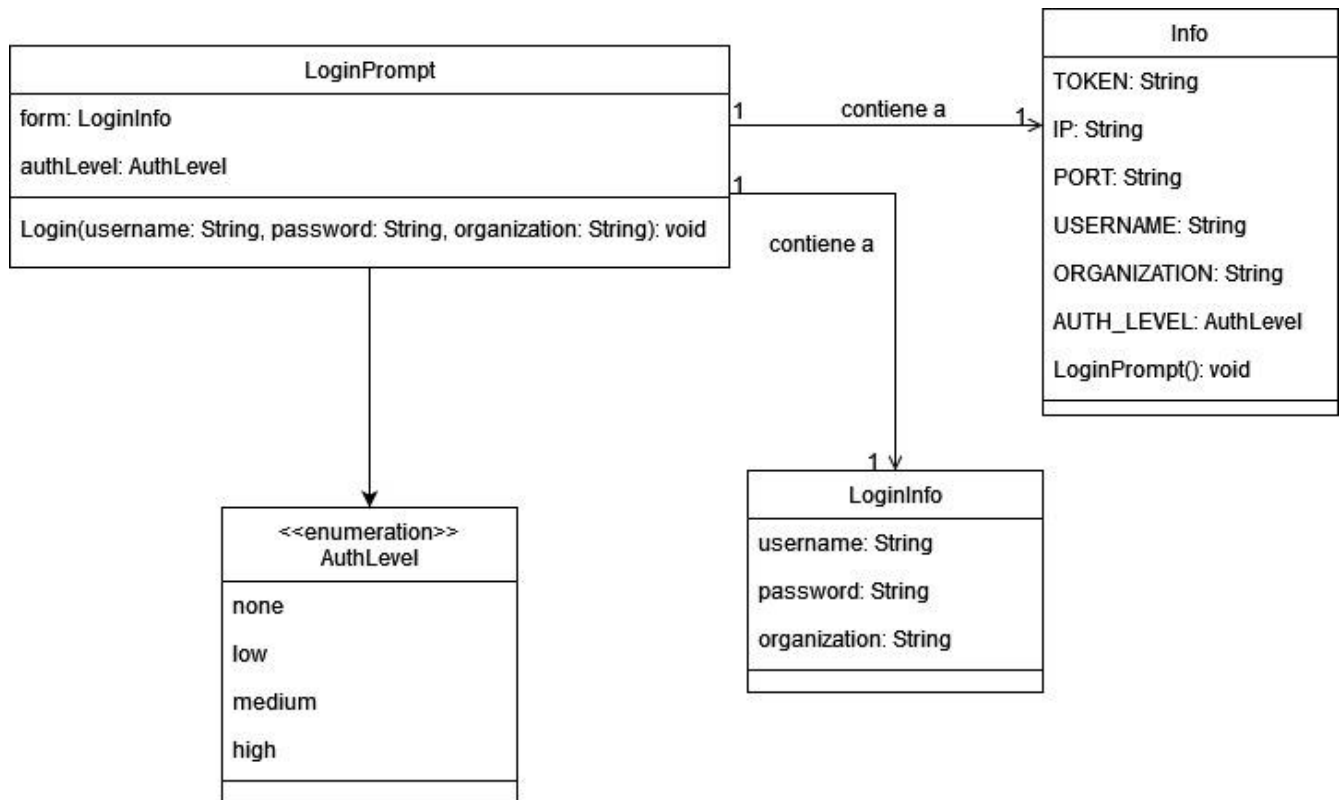 LoginPrompt
form: LoginInfo
authLevel: AuthLevel
Login(username: String, password: String, organization: String): void
1
contiene a
1
1
contiene a
1
Info
TOKEN: String
IP: String
PORT: String
USERNAME: String
ORGANIZATION: String
AUTH_LEVEL: AuthLevel
LoginPrompt(): void
<<enumeration>>
AuthLevel
none
low
medium
high
LoginInfo
username: String
password: String
organization: String